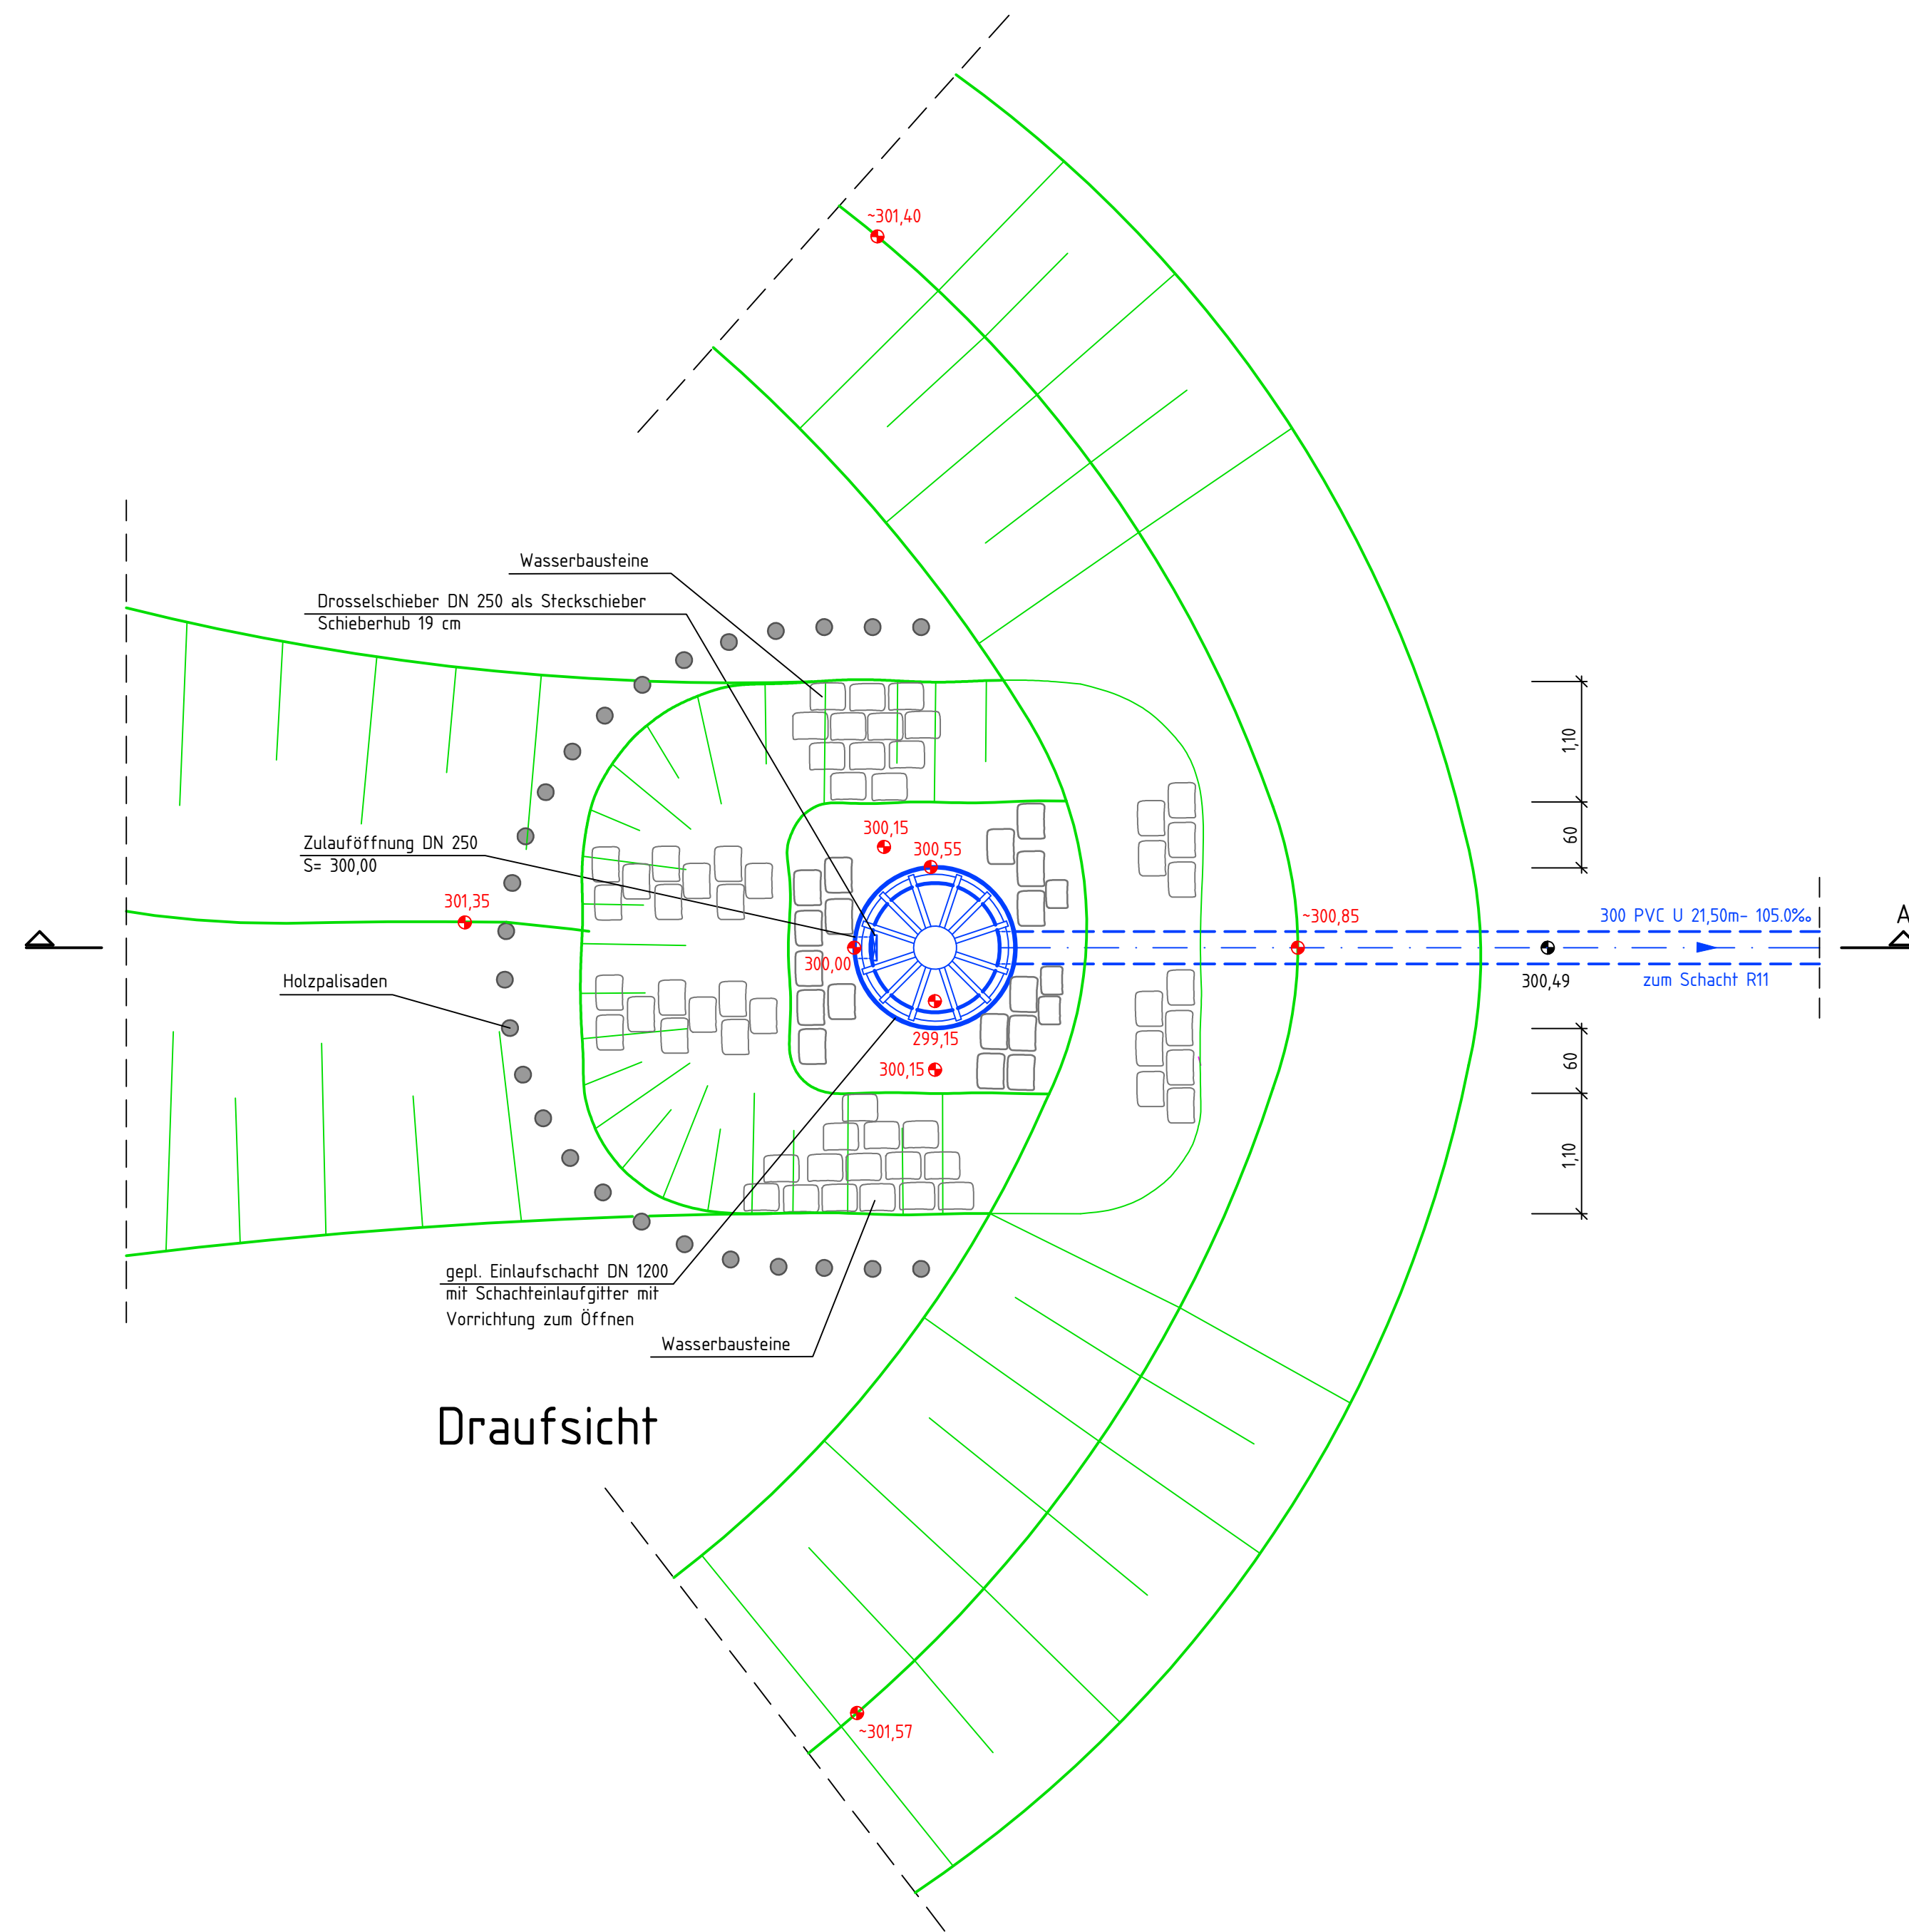 ~301,40
Wasserbausteine
Drosselschieber DN 250 als Steckschieber
Schieberhub 19 cm
1,10
60
300,15
300,55
Zulauföffnung DN 250
S= 300,00
301,35
~300,85
300 PVC U 21,50m- 105.0‰
A
300,00
300,49
zum Schacht R11
Holzpalisaden
299,15
300,15
60
1,10
gepl. Einlaufschacht DN 1200
mit Schachteinlaufgitter mit
Vorrichtung zum Öffnen
Wasserbausteine
Draufsicht
~301,57